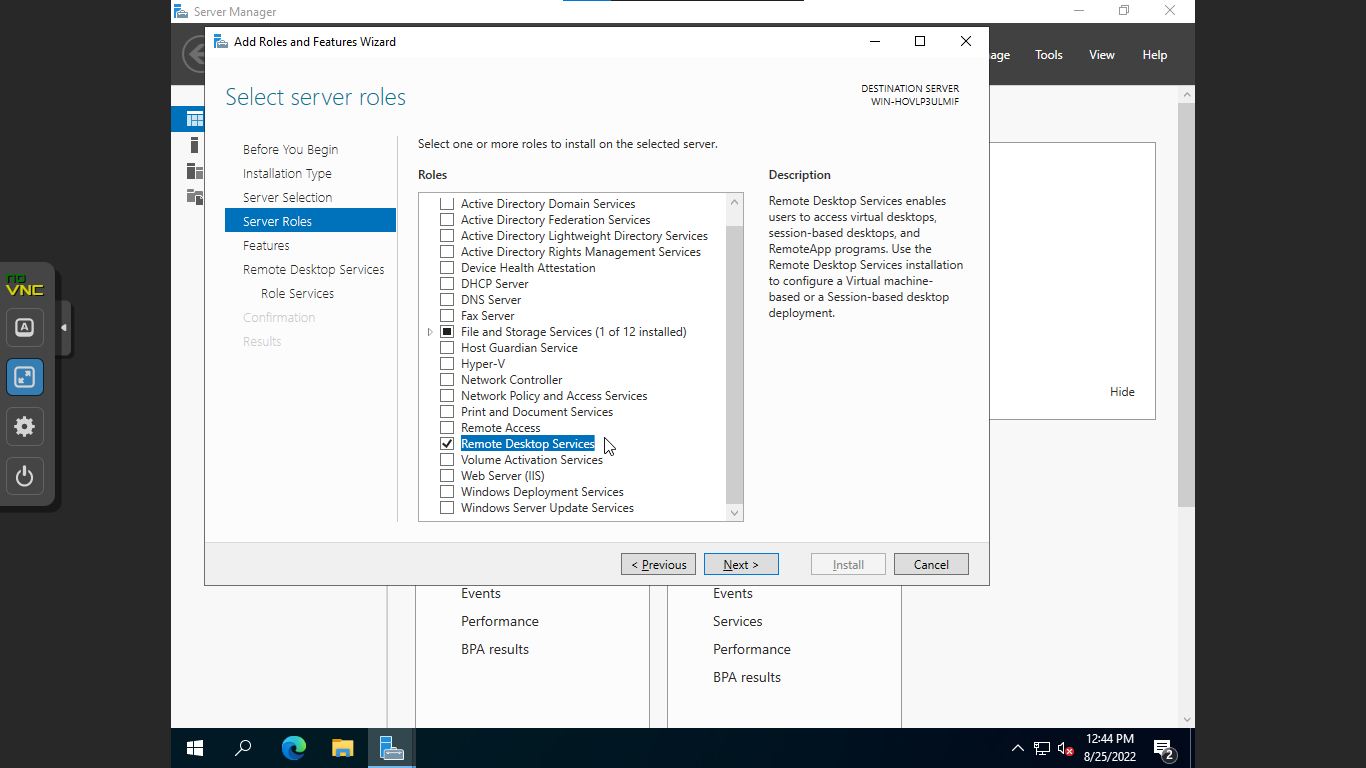 Server Manager
Add Roles and Features Wizard
age Tools View Help
Select server roles
DESTINATION SERVER
WIN-HOVLP3ULMIF
Before You Begin
Installation Type
Server Selection
Server Roles
Features
Remote Desktop Services
Role Services
Confirmation
Results
Select one or more roles to install on the selected server.
Roles
Active Directory Domain Services
Active Directory Federation Services
Active Directory Lightweight Directory Services
Active Directory Rights Management Services
Device Health Attestation
DHCP Server
DNS Server
Fax Server
File and Storage Services (1 of 12 installed)
Host Guardian Service
Hyper-V
Network Controller
Network Policy and Access Services
Print and Document Services
Remote Access
Remote Desktop Services
Volume Activation Services
Web Server (IIS)
Windows Deployment Services
Windows Server Update Services
Description
Remote Desktop Services enables
users to access virtual desktops,
session-based desktops, and
RemoteApp programs. Use the
Remote Desktop Services installation
to configure a Virtual machine-
based or a Session-based desktop
deployment.
Hide
< Previous
Next >
Install
Cancel
Events
Performance
BPA results
Events
Services
Performance
BPA results
no
VNC
A
12:44 PM
8/25/2022
2